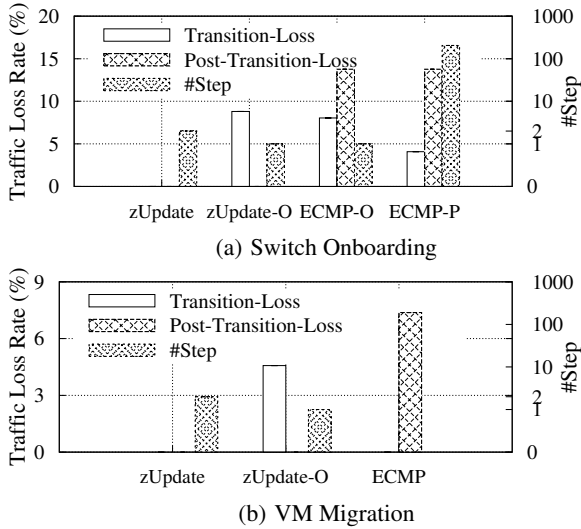 Traffic Loss Rate (%)
20
15
10
5
0
Transition-Loss
Post-Transition-Loss
#Step
1000
100
10
2
1
0
#Step
zUpdate zUpdate-O ECMP-O ECMP-P
(a) Switch Onboarding
Traffic Loss Rate (%)
9
6
3
0
Transition-Loss
Post-Transition-Loss
#Step
1000
100
10
2
1
0
#Step
zUpdate zUpdate-O ECMP
(b) VM Migration